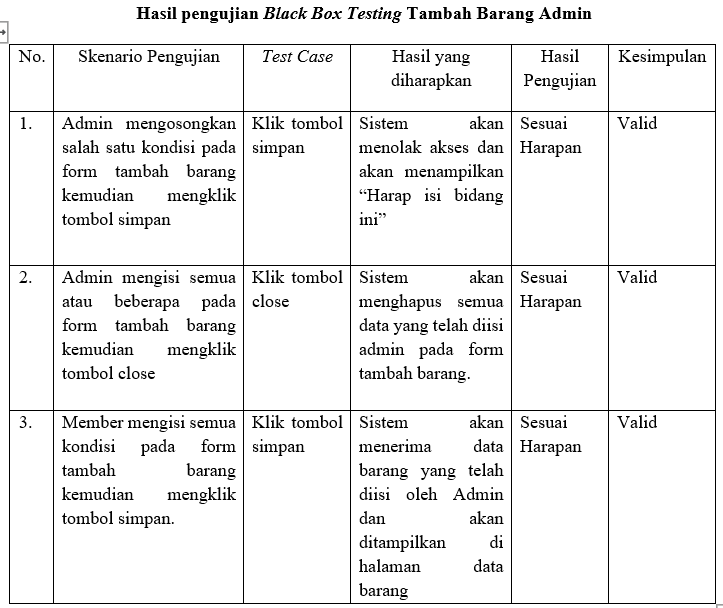 Hasil pengujian Black Box Testing Tambah Barang Admin
No.
Skenario Pengujian
Test Case
Hasil yang
diharapkan
Hasil
Pengujian
Kesimpulan
1.
Admin mengosongkan
salah satu kondisi pada
form tambah barang
kemudian mengklik
tombol simpan
Klik tombol
simpan
Sistem akan
menolak akses dan
akan menampilkan
“Harap isi bidang
ini”
Sesuai
Harapan
Valid
2.
Admin mengisi semua
atau beberapa pada
form tambah barang
kemudian mengklik
tombol close
Klik tombol
close
Sistem akan
menghapus semua
data yang telah diisi
admin pada form
tambah barang.
Sesuai
Harapan
Valid
3.
Member mengisi semua
kondisi pada form
tambah barang
kemudian mengklik
tombol simpan.
Klik tombol
simpan
Sistem akan
menerima data
barang yang telah
diisi oleh Admin
dan akan
ditampilkan di
halaman data
barang
Sesuai
Harapan
Valid